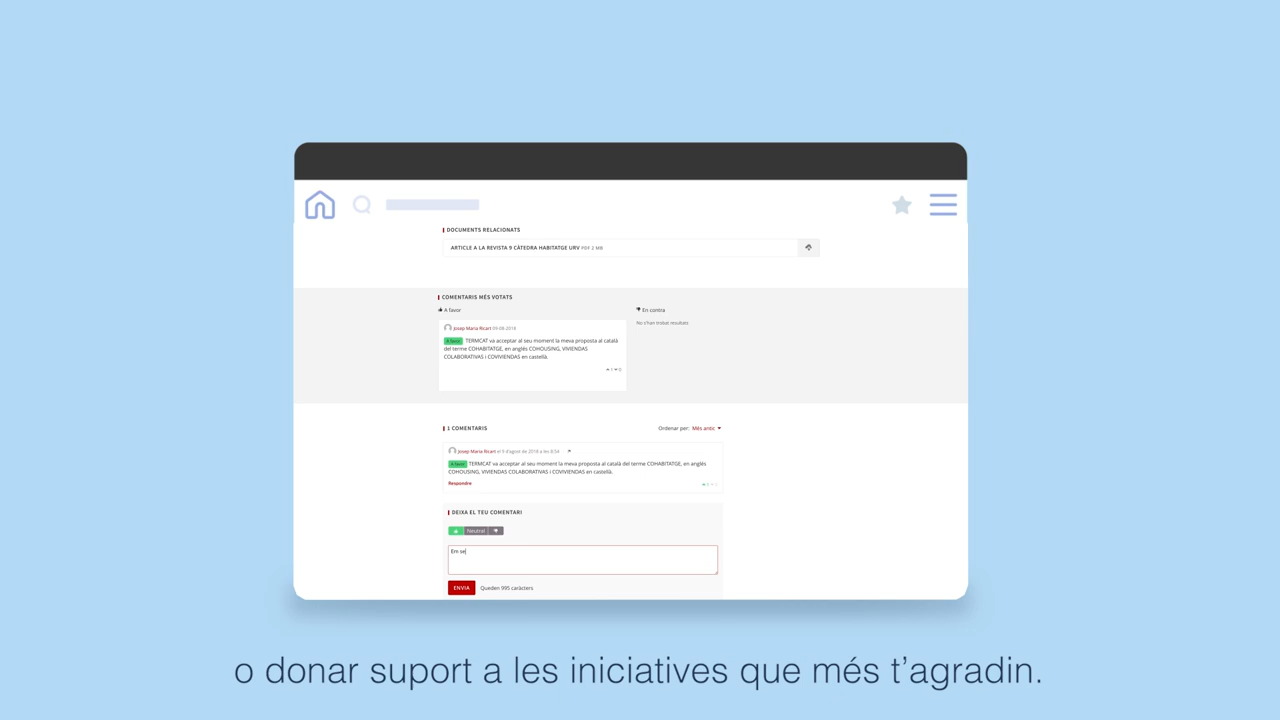 DOCUMENTS RELACIONATS
ARTICLE A LA REVISTA 9 CÀTEDRA HABITATGE URV PDF 2 MB
COMENTARIS MÉS VOTATS
A favor
En contra
No s'han trobat resultats
Josep Maria Ricart 09-08-2018
A favor TERMCAT va acceptar al seu moment la meva proposta al català
del terme COHABITATGE, en anglés COHOUSING, VIVIENDAS
COLABORATIVAS i COVIVIENDAS en castellà.
1 0
1 COMENTARIS
Ordenar per: Més antic
Josep Maria Ricart el 9 d'agost de 2018 a les 8.54
A favor TERMCAT va acceptar al seu moment la meva proposta al català del terme COHABITATGE, en anglés
COHOUSING, VIVIENDAS COLABORATIVAS i COVIVIENDAS en castellà.
Respondre
DEIXA EL TEU COMENTARI
Neutral
Em se
ENVIA
Queden 995 caràcters
o donar suport a les iniciatives que més t'agradin.